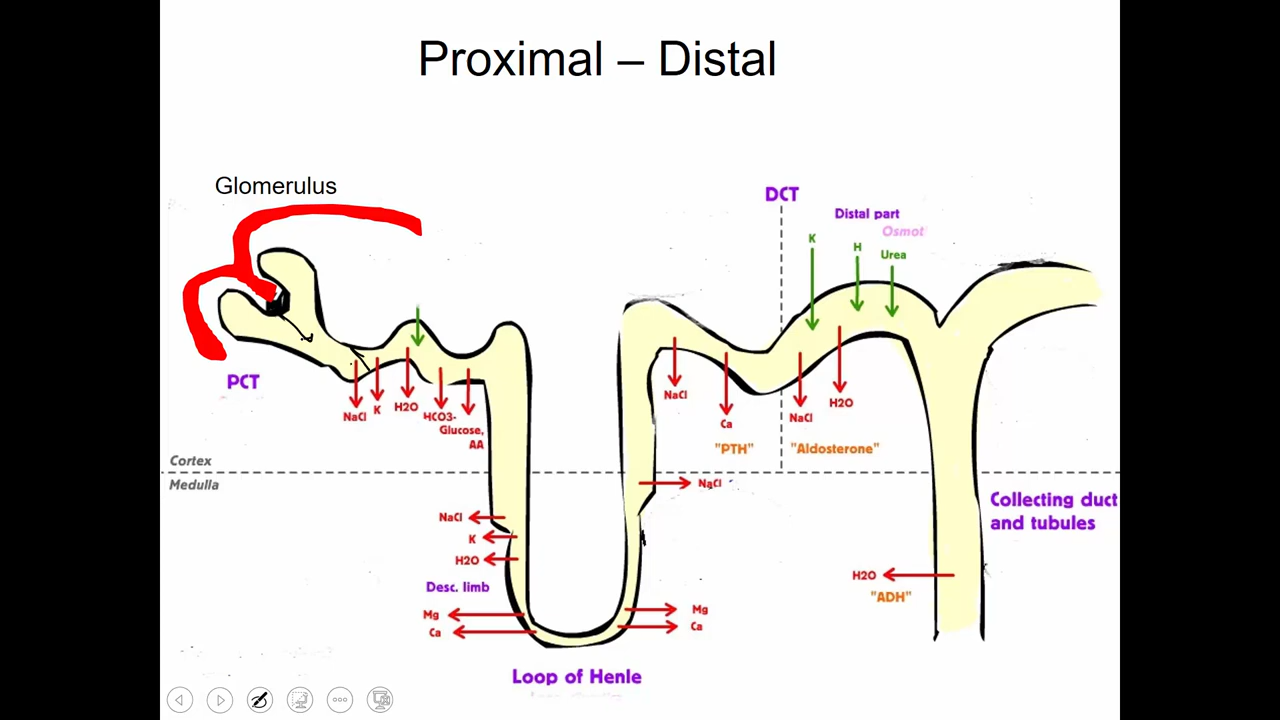 Proximal – Distal
Glomerulus
DCT
Distal part
Osmot
K
H
Urea
PCT
NaCl
K
H2O
HCO3-
Glucose,
AA
NaCl
Ca
NaCl
H2O
"PTH"
"Aldosterone"
Cortex
Medulla
NaCl
Collecting duct
and tubules
NaCl
K
H2O
Desc. limb
Mg
Ca
Mg
Ca
H2O
"ADH"
Loop of Henle